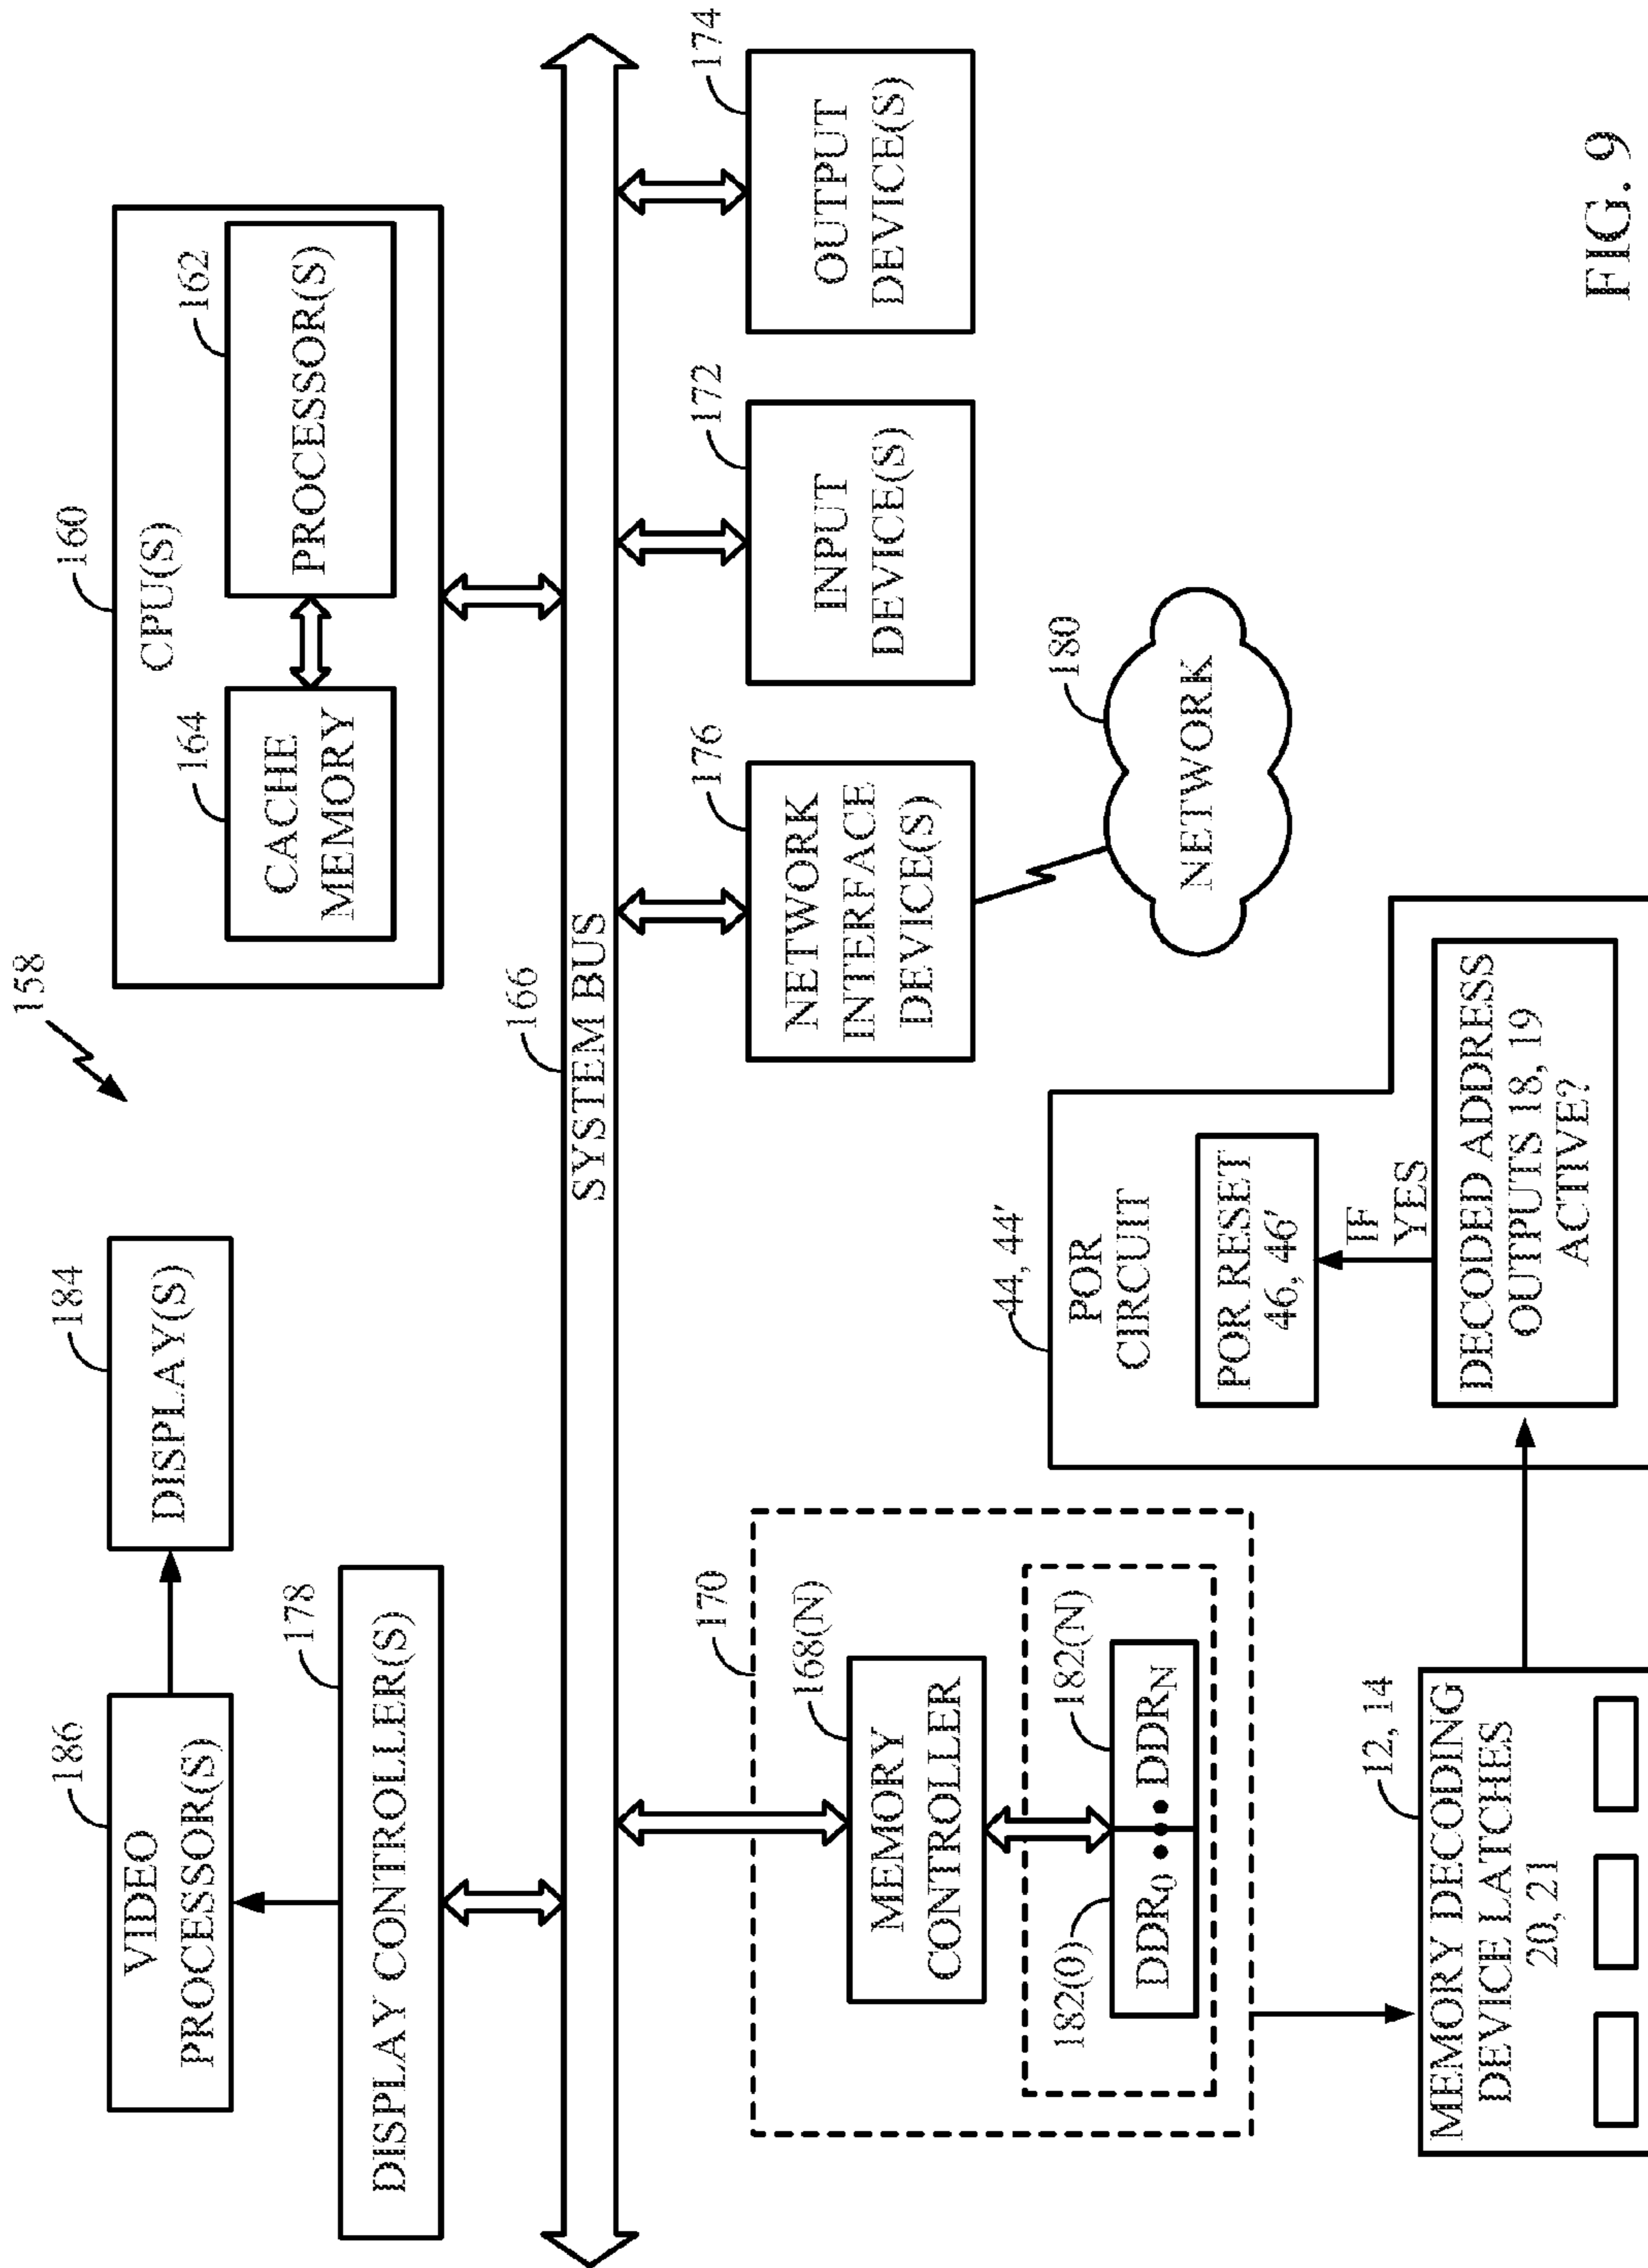 158
160
CPU(S)
164
CACHE
MEMORY
162
PROCESSOR(S)
186
VIDEO
PROCESSOR(S)
184
DISPLAY(S)
178
DISPLAY CONTROLLER(S)
166
SYSTEM BUS
170
168(N)
MEMORY
CONTROLLER
182(0)
182(N)
DDR0
DDRN
176
NETWORK
INTERFACE
DEVICE(S)
172
INPUT
DEVICE(S)
174
OUTPUT
DEVICE(S)
180
NETWORK
12, 14
MEMORY DECODING
DEVICE LATCHES
20, 21
44, 44′
POR
CIRCUIT
POR RESET
46, 46′
IF
YES
DECODED ADDRESS
OUTPUTS 18, 19
ACTIVE?
FIG. 9